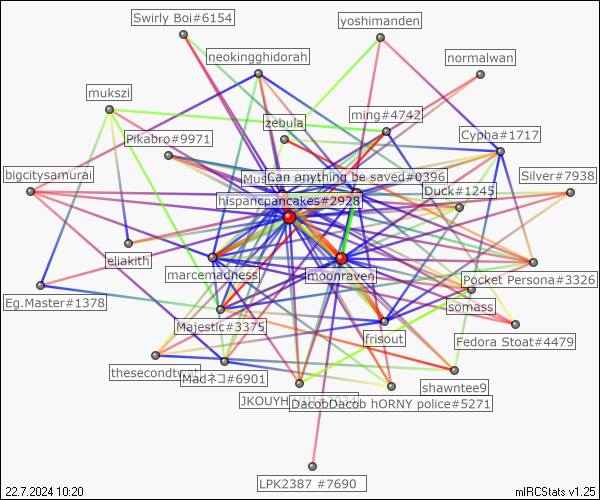 Swirly Boi#6154
yoshimanden
neokingghidorah
normalwan
mukszi
zebula
ming#4742
Pikabro#9971
Cypha#1717
bigcitysamurai
Can anything be saved#0396
Silver#7938
Duck#1245
hispancpancakes#2928
eliakith
marcemadness
moonraven
Pocket Persona#3326
Eg.Master#1378
somass
Majestic#3375
frisout
Fedora Stoat#4479
thesecondtwat
Madネコ#6901
shawntee9
JKOUYH
DacobDacob hORNY police#5271
LPK2387 #7690
22.7.2024 10:20
mIRCStats v1.25